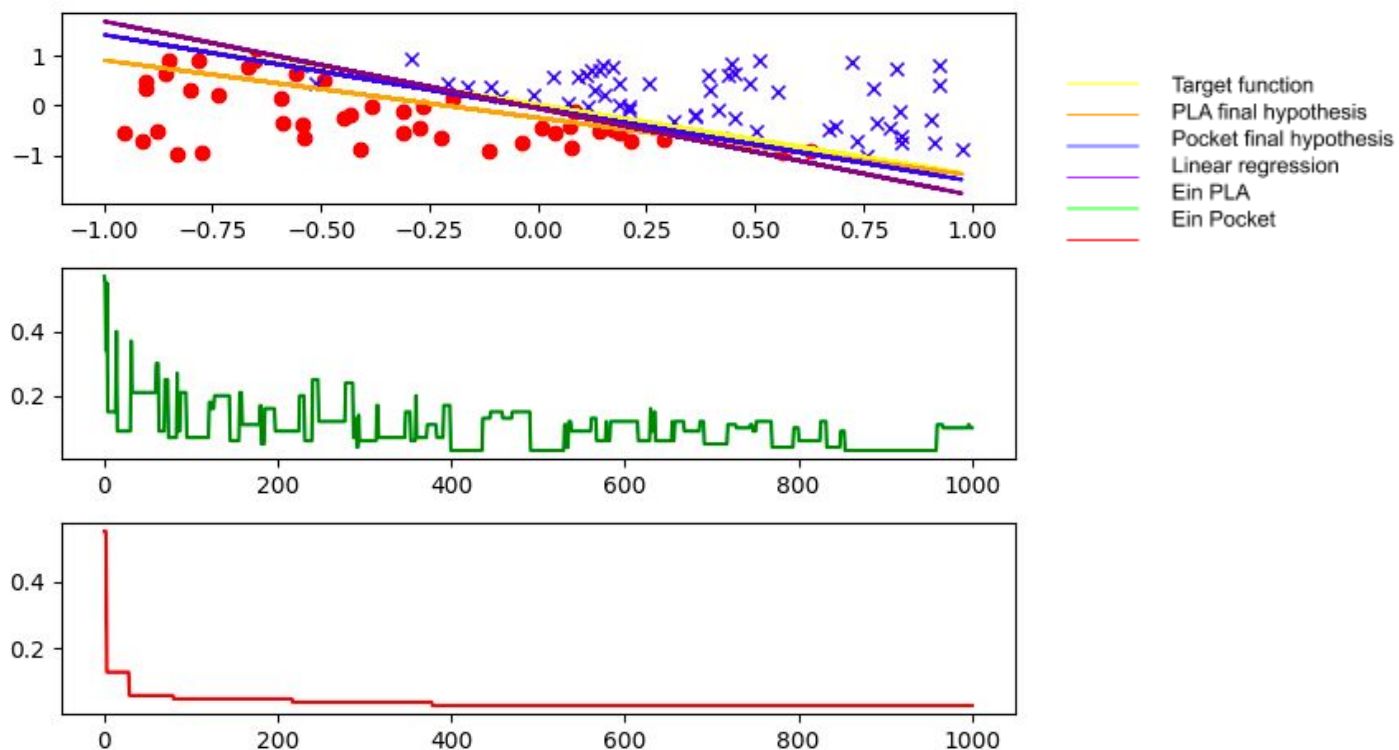 1
0
−1
−1.00 −0.75 −0.50 −0.25 0.00 0.25 0.50 0.75 1.00
Target function
PLA final hypothesis
Pocket final hypothesis
Linear regression
Ein PLA
Ein Pocket
0.4
0.2
0 200 400 600 800 1000
0.4
0.2
0 200 400 600 800 1000